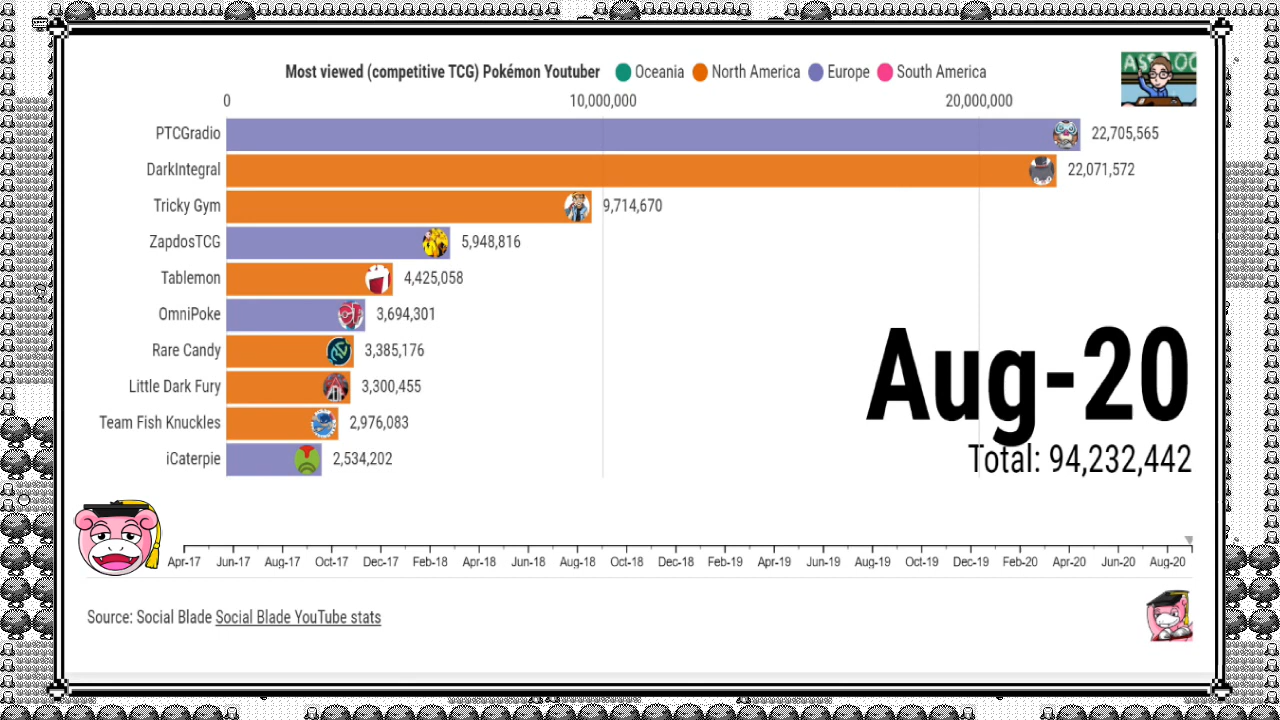 Most viewed (competitive TCG) Pokémon Youtuber Oceania North America Europe South America
0 10,000,000 20,000,000
PTCGradio 22,705,565
DarkIntegral 22,071,572
Tricky Gym 9,714,670
ZapdosTCG 5,948,816
Tablemon 4,425,058
OmniPoke 3,694,301
Rare Candy 3,385,176
Little Dark Fury 3,300,455
Team Fish Knuckles 2,976,083
iCaterpie 2,534,202
Aug-20
Total: 94,232,442
Apr-17 Jun-17 Aug-17 Oct-17 Dec-17 Feb-18 Apr-18 Jun-18 Aug-18 Oct-18 Dec-18 Feb-19 Apr-19 Jun-19 Aug-19 Oct-19 Dec-19 Feb-20 Apr-20 Jun-20 Aug-20
Source: Social Blade Social Blade YouTube stats